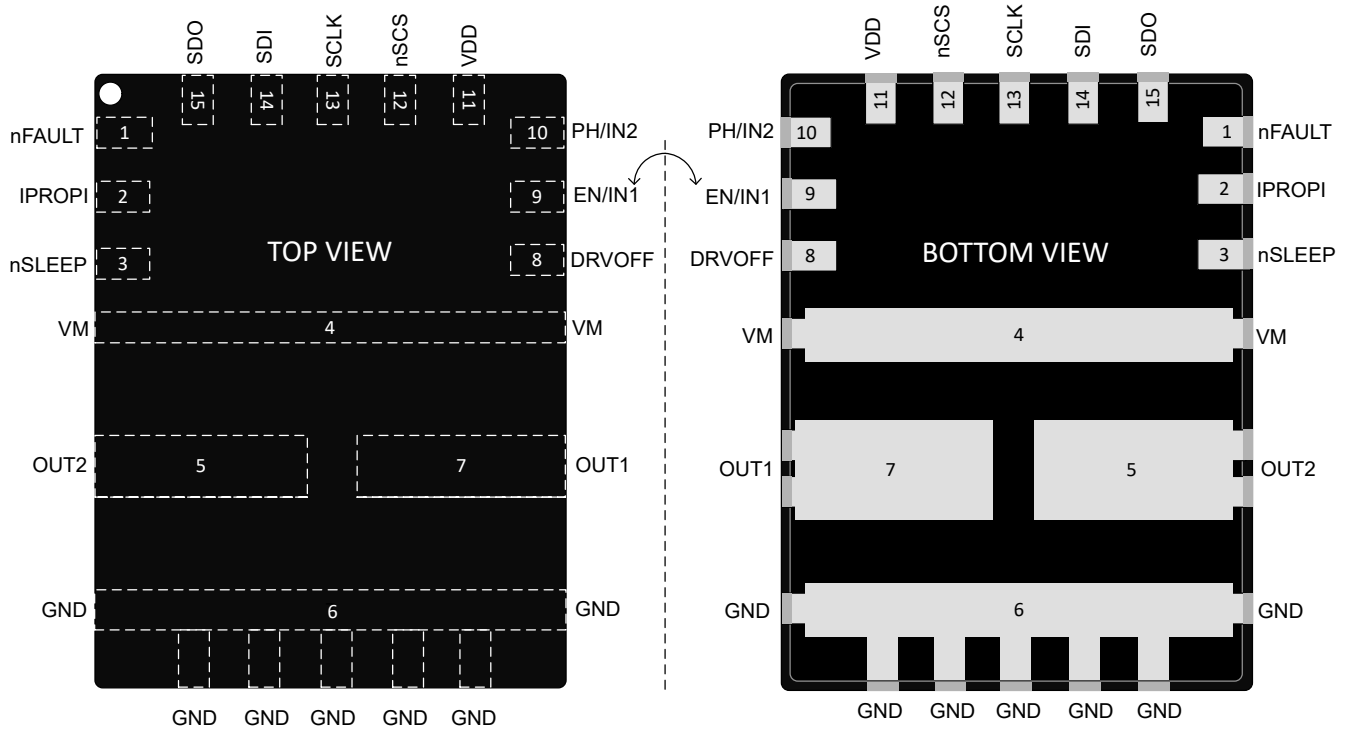 SDO
SDI
SCLK
nSCS
VDD
15
14
13
12
11
nFAULT
1
10
PH/IN2
IPROPI
2
9
EN/IN1
nSLEEP
3
TOP VIEW
8
DRVOFF
VM
4
VM
OUT2
5
7
OUT1
GND
6
GND
GND
GND
GND
GND
GND
VDD
nSCS
SCLK
SDI
SDO
11
12
13
14
15
PH/IN2
10
1
nFAULT
EN/IN1
9
2
IPROPI
DRVOFF
8
BOTTOM VIEW
3
nSLEEP
VM
4
VM
OUT1
7
5
OUT2
GND
6
GND
GND
GND
GND
GND
GND